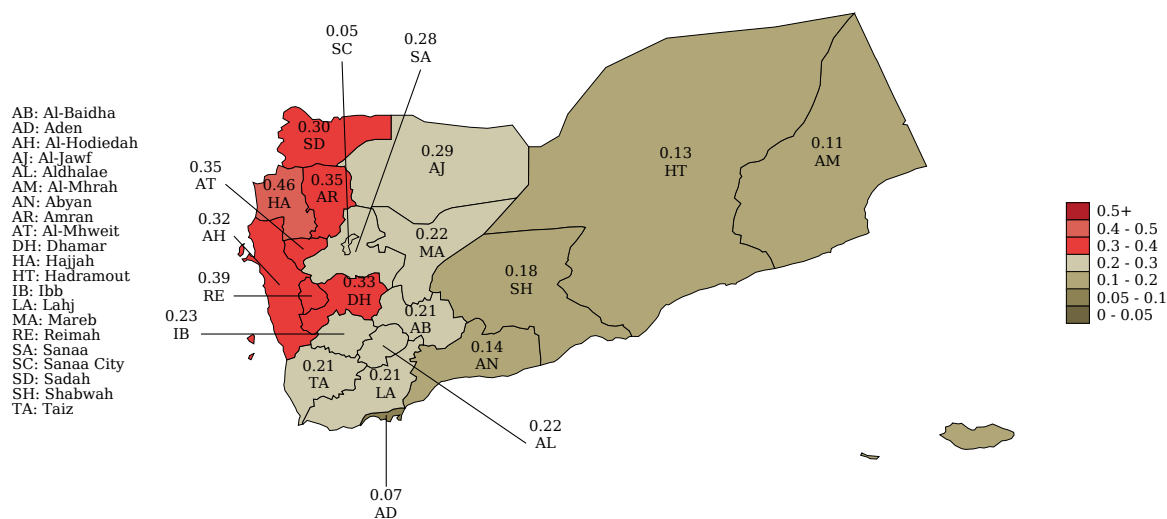 AB: Al-Baidha
AD: Aden
AH: Al-Hodiedah
AJ: Al-Jawf
AL: Aldhalae
AM: Al-Mhrah
AN: Abyan
AR: Amran
AT: Al-Mhweit
DH: Dhamar
HA: Hajjah
HT: Hadramout
IB: Ibb
LA: Lahj
MA: Mareb
RE: Reimah
SA: Sanaa
SC: Sanaa City
SD: Sadah
SH: Shabwah
TA: Taiz
0.05
SC
0.28
SA
0.30
SD
0.29
AJ
0.13
HT
0.11
AM
0.35
AT
0.46
HA
0.35
AR
0.32
AH
0.22
MA
0.39
RE
0.33
DH
0.18
SH
0.23
IB
0.21
AB
0.14
AN
0.21
TA
0.21
LA
0.22
AL
0.07
AD
0.5+
0.4 - 0.5
0.3 - 0.4
0.2 - 0.3
0.1 - 0.2
0.05 - 0.1
0 - 0.05